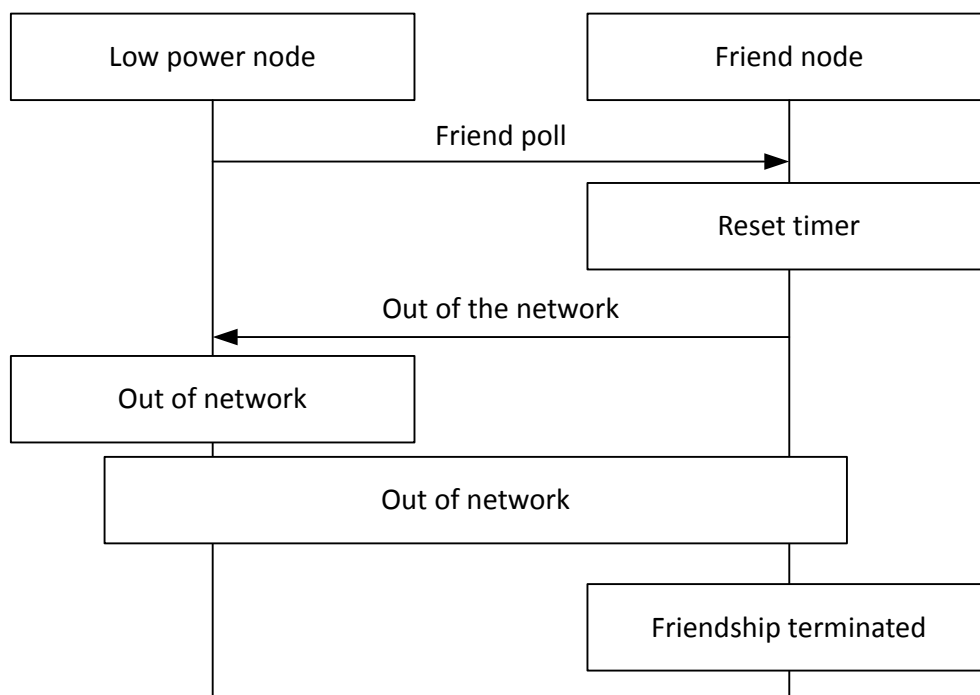 Low power node
Friend node
Friend poll
Reset timer
Out of the network
Out of network
Out of network
Friendship terminated